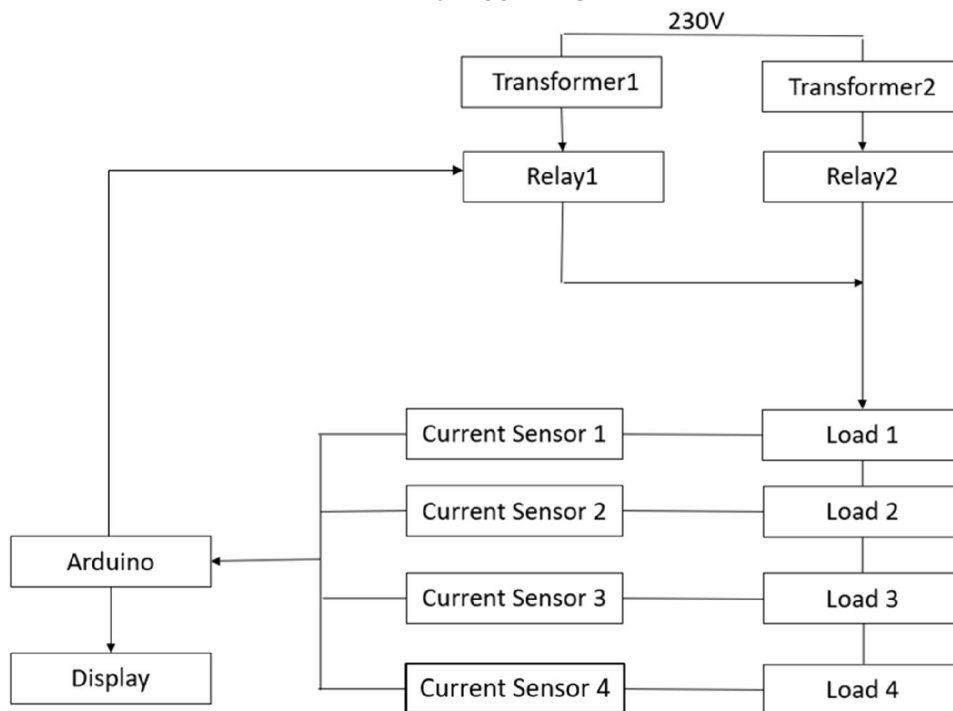 230V
Transformer1
Transformer2
Relay1
Relay2
Current Sensor 1
Load 1
Current Sensor 2
Load 2
Arduino
Current Sensor 3
Load 3
Display
Current Sensor 4
Load 4